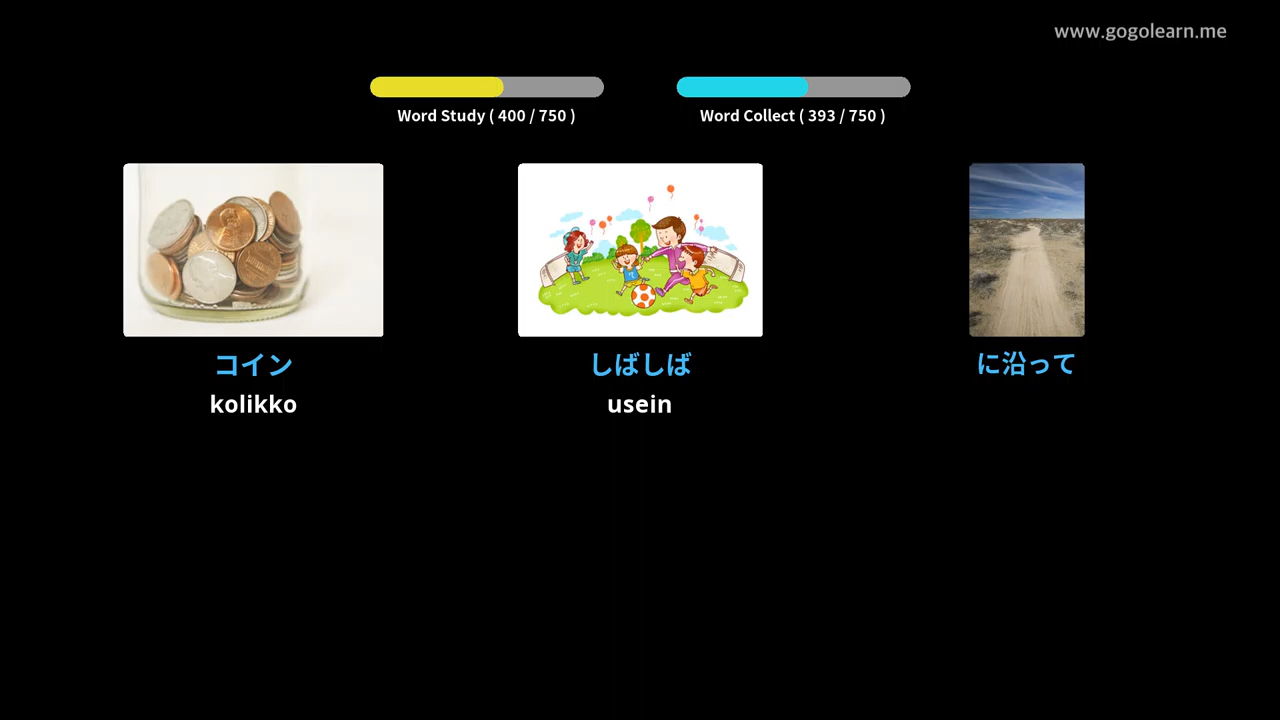 www.gogolearn.me
Word Study ( 400 / 750 )
Word Collect ( 393 / 750 )
コイン
しばしば
に沿って
kolikko
usein